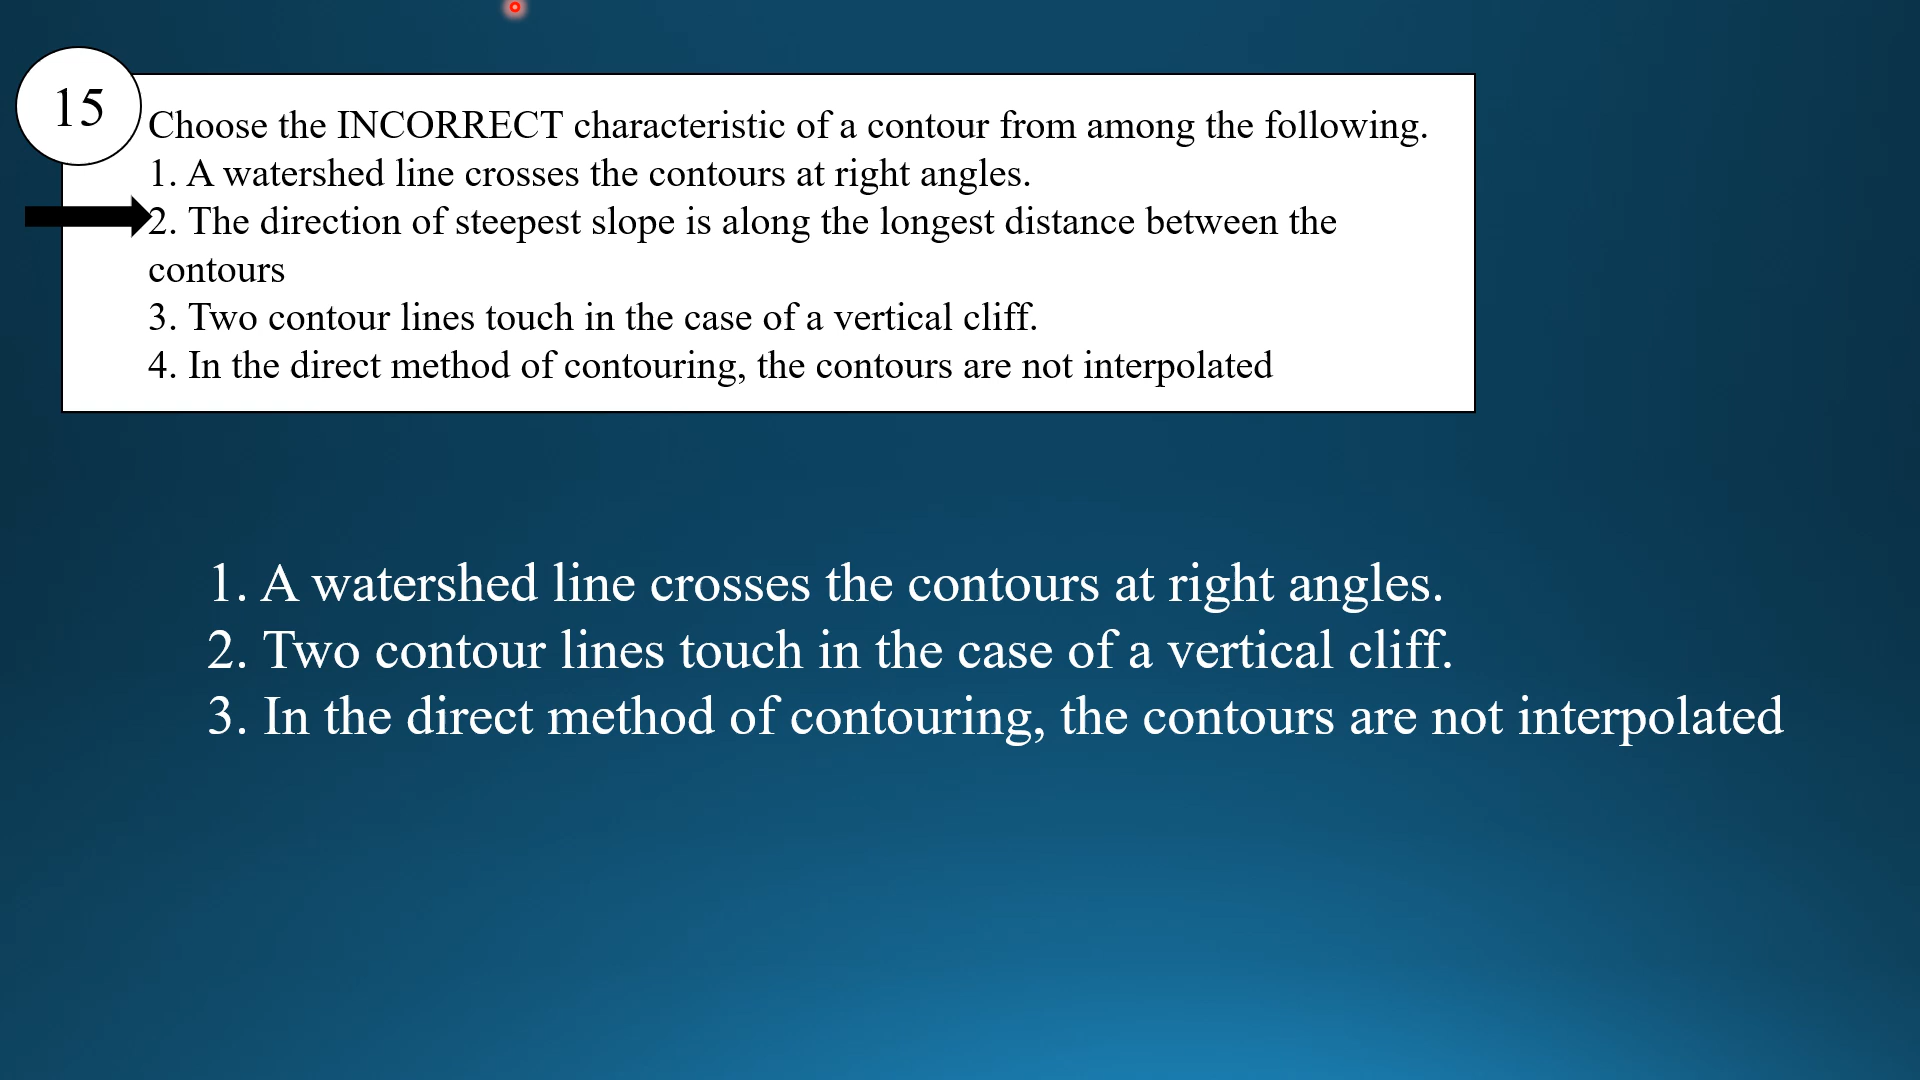 15
Choose the INCORRECT characteristic of a contour from among the following.
1. A watershed line crosses the contours at right angles.
2. The direction of steepest slope is along the longest distance between the
contours
3. Two contour lines touch in the case of a vertical cliff.
4. In the direct method of contouring, the contours are not interpolated
1. A watershed line crosses the contours at right angles.
2. Two contour lines touch in the case of a vertical cliff.
3. In the direct method of contouring, the contours are not interpolated